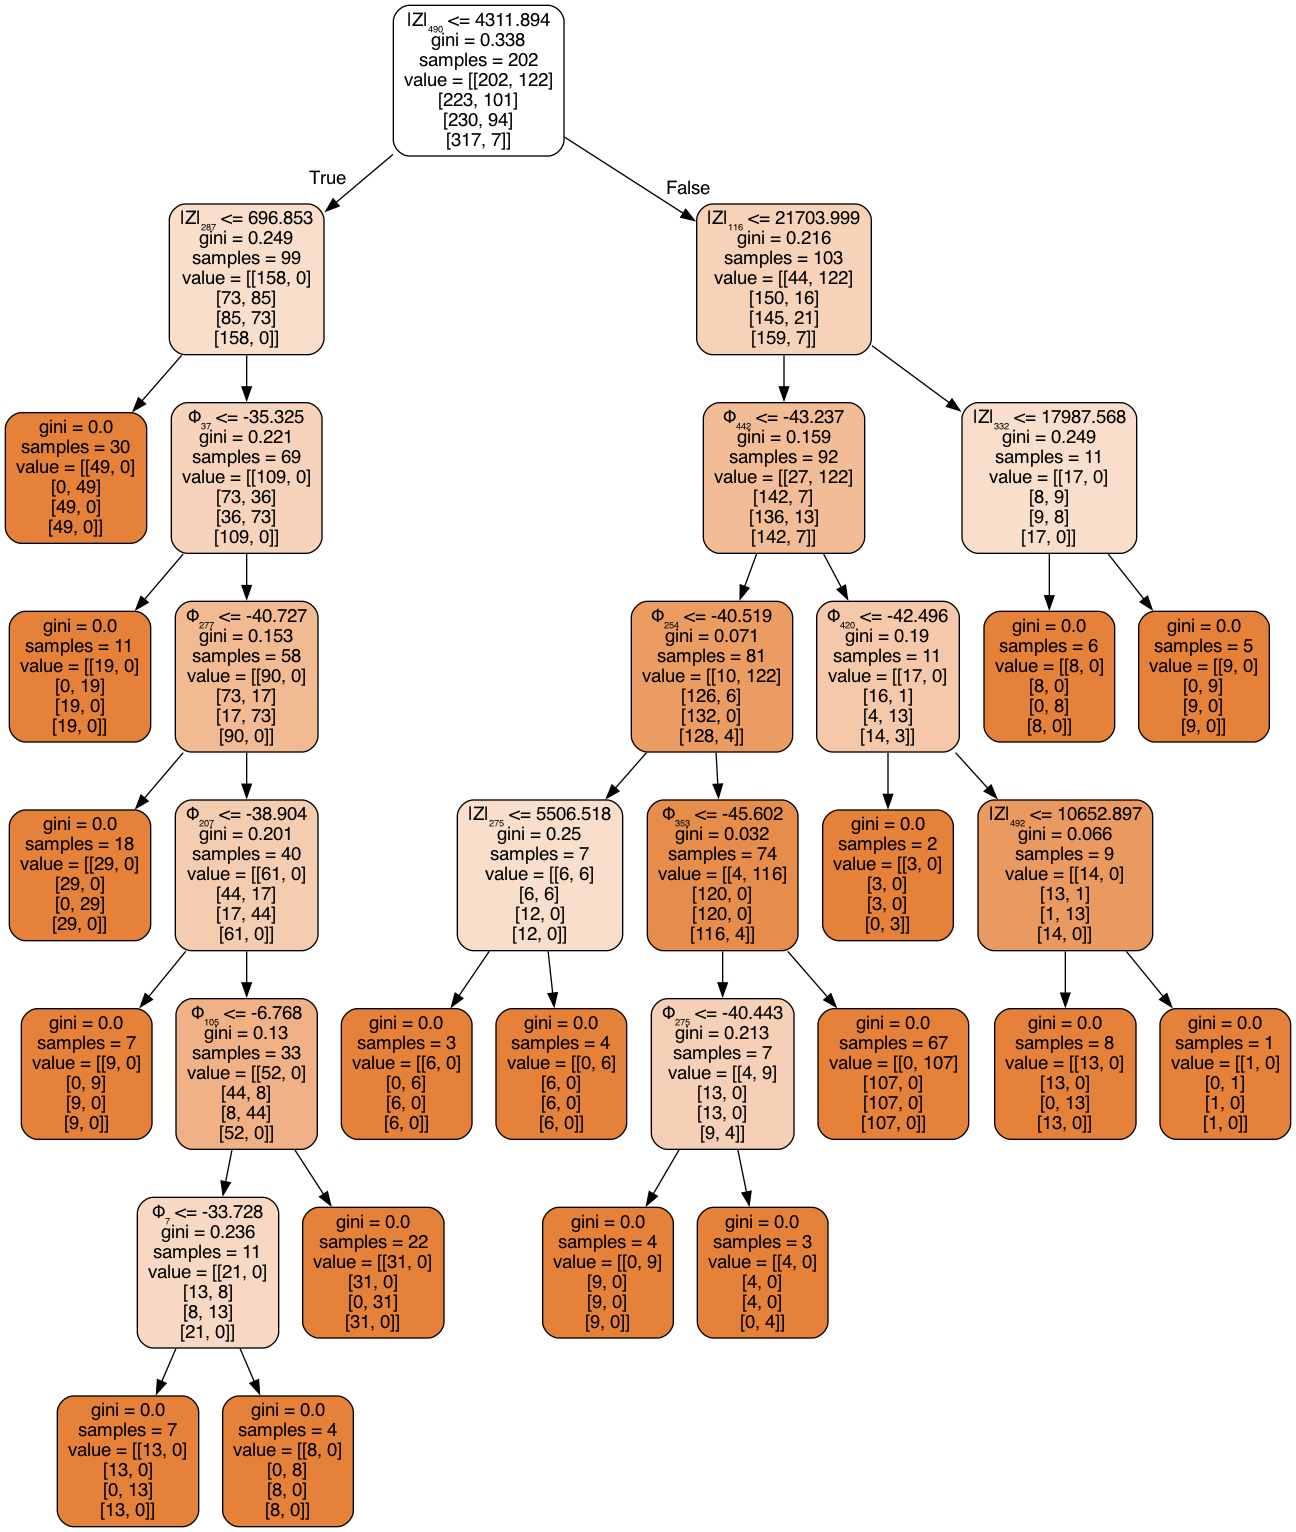 |Z|₄₉₀ <= 4311.894
gini = 0.338
samples = 202
value = [[202, 122]
[223, 101]
[230, 94]
[317, 7]]
True
False
|Z|₂₈₇ <= 696.853
gini = 0.249
samples = 99
value = [[158, 0]
[73, 85]
[85, 73]
[158, 0]]
|Z|₁₁₆ <= 21703.999
gini = 0.216
samples = 103
value = [[44, 122]
[150, 16]
[145, 21]
[159, 7]]
gini = 0.0
samples = 30
value = [[49, 0]
[0, 49]
[49, 0]
[49, 0]]
Φ₃₇ <= -35.325
gini = 0.221
samples = 69
value = [[109, 0]
[73, 36]
[36, 73]
[109, 0]]
Φ₄₄₂ <= -43.237
gini = 0.159
samples = 92
value = [[27, 122]
[142, 7]
[136, 13]
[142, 7]]
|Z|₃₃₂ <= 17987.568
gini = 0.249
samples = 11
value = [[17, 0]
[8, 9]
[9, 8]
[17, 0]]
gini = 0.0
samples = 11
value = [[19, 0]
[0, 19]
[19, 0]
[19, 0]]
Φ₂₇₇ <= -40.727
gini = 0.153
samples = 58
value = [[90, 0]
[73, 17]
[17, 73]
[90, 0]]
Φ₂₅₄ <= -40.519
gini = 0.071
samples = 81
value = [[10, 122]
[126, 6]
[132, 0]
[128, 4]]
Φ₄₂₀ <= -42.496
gini = 0.19
samples = 11
value = [[17, 0]
[16, 1]
[4, 13]
[14, 3]]
gini = 0.0
samples = 6
value = [[8, 0]
[8, 0]
[0, 8]
[8, 0]]
gini = 0.0
samples = 5
value = [[9, 0]
[0, 9]
[9, 0]
[9, 0]]
gini = 0.0
samples = 18
value = [[29, 0]
[29, 0]
[0, 29]
[29, 0]]
Φ₂₀₇ <= -38.904
gini = 0.201
samples = 40
value = [[61, 0]
[44, 17]
[17, 44]
[61, 0]]
|Z|₂₇₅ <= 5506.518
gini = 0.25
samples = 7
value = [[6, 6]
[6, 6]
[12, 0]
[12, 0]]
Φ₃₅₃ <= -45.602
gini = 0.032
samples = 74
value = [[4, 116]
[120, 0]
[120, 0]
[116, 4]]
gini = 0.0
samples = 2
value = [[3, 0]
[3, 0]
[3, 0]
[0, 3]]
|Z|₄₉₂ <= 10652.897
gini = 0.066
samples = 9
value = [[14, 0]
[13, 1]
[1, 13]
[14, 0]]
gini = 0.0
samples = 7
value = [[9, 0]
[0, 9]
[9, 0]
[9, 0]]
Φ₁₀₅ <= -6.768
gini = 0.13
samples = 33
value = [[52, 0]
[44, 8]
[8, 44]
[52, 0]]
gini = 0.0
samples = 3
value = [[6, 0]
[0, 6]
[6, 0]
[6, 0]]
gini = 0.0
samples = 4
value = [[0, 6]
[6, 0]
[6, 0]
[6, 0]]
Φ₂₇₅ <= -40.443
gini = 0.213
samples = 7
value = [[4, 9]
[13, 0]
[13, 0]
[9, 4]]
gini = 0.0
samples = 67
value = [[0, 107]
[107, 0]
[107, 0]
[107, 0]]
gini = 0.0
samples = 8
value = [[13, 0]
[13, 0]
[0, 13]
[13, 0]]
gini = 0.0
samples = 1
value = [[1, 0]
[0, 1]
[1, 0]
[1, 0]]
Φ₇ <= -33.728
gini = 0.236
samples = 11
value = [[21, 0]
[13, 8]
[8, 13]
[21, 0]]
gini = 0.0
samples = 22
value = [[31, 0]
[31, 0]
[0, 31]
[31, 0]]
gini = 0.0
samples = 4
value = [[0, 9]
[9, 0]
[9, 0]
[9, 0]]
gini = 0.0
samples = 3
value = [[4, 0]
[4, 0]
[4, 0]
[0, 4]]
gini = 0.0
samples = 7
value = [[13, 0]
[13, 0]
[0, 13]
[13, 0]]
gini = 0.0
samples = 4
value = [[8, 0]
[0, 8]
[8, 0]
[8, 0]]